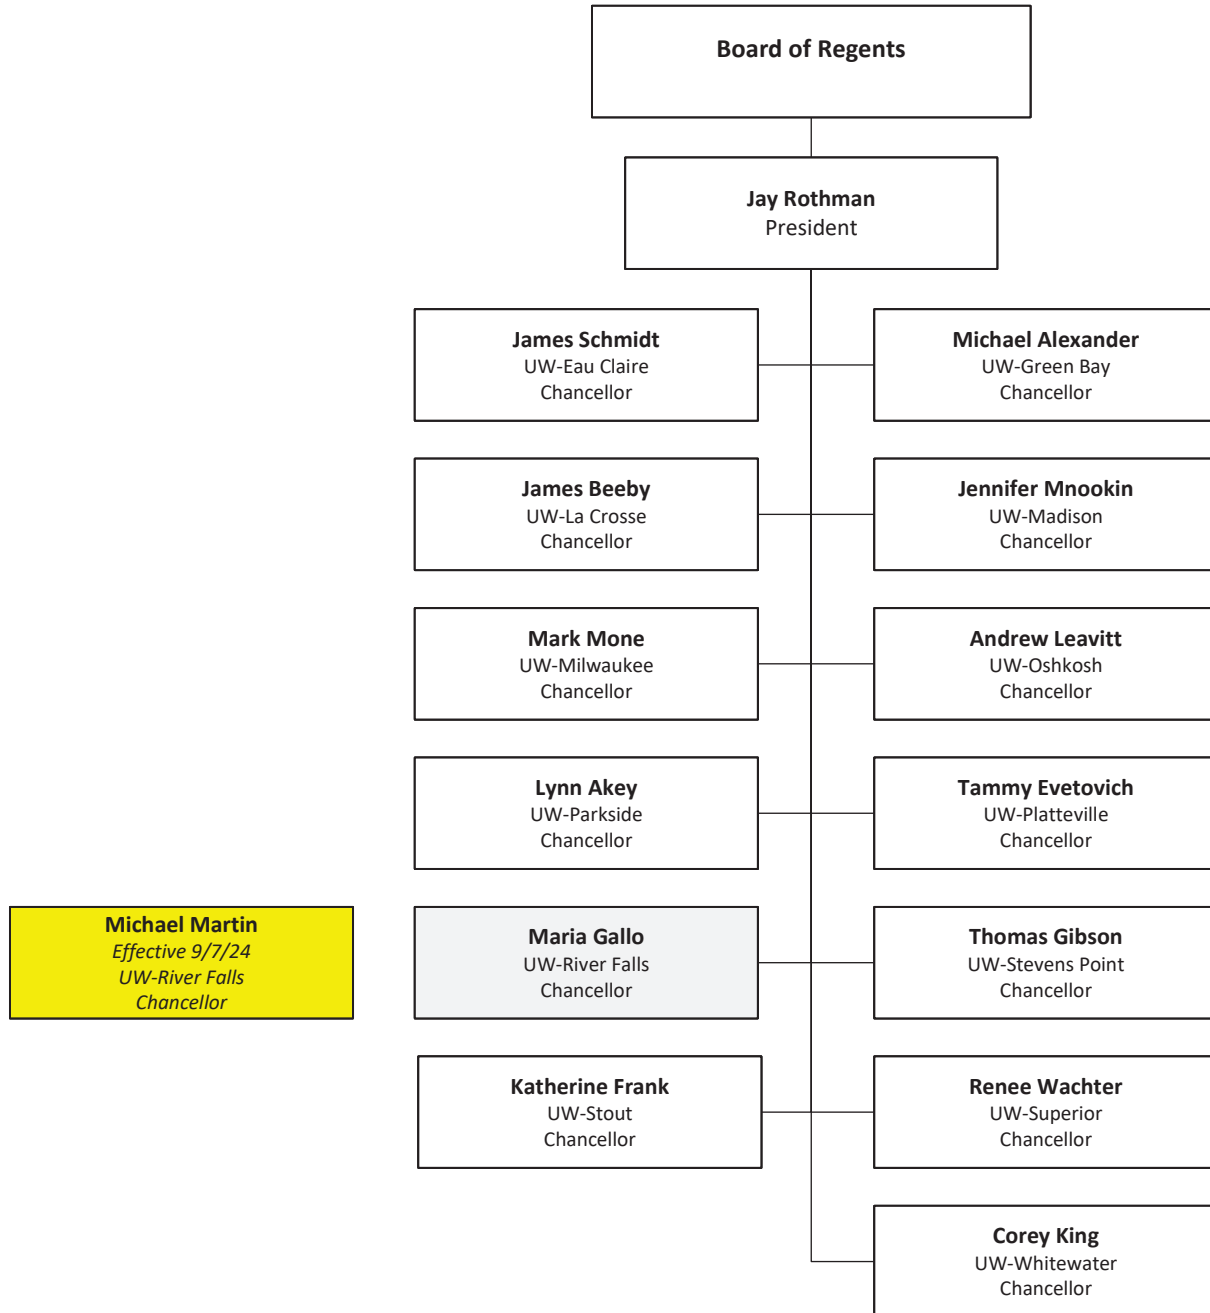 Board of Regents
Jay Rothman
President
James Schmidt
UW-Eau Claire
Chancellor
Michael Alexander
UW-Green Bay
Chancellor
James Beeby
UW-La Crosse
Chancellor
Jennifer Mnookin
UW-Madison
Chancellor
Mark Mone
UW-Milwaukee
Chancellor
Andrew Leavitt
UW-Oshkosh
Chancellor
Lynn Akey
UW-Parkside
Chancellor
Tammy Evetovich
UW-Platteville
Chancellor
Michael Martin
Effective 9/7/24
UW-River Falls
Chancellor
Maria Gallo
UW-River Falls
Chancellor
Thomas Gibson
UW-Stevens Point
Chancellor
Katherine Frank
UW-Stout
Chancellor
Renee Wachter
UW-Superior
Chancellor
Corey King
UW-Whitewater
Chancellor